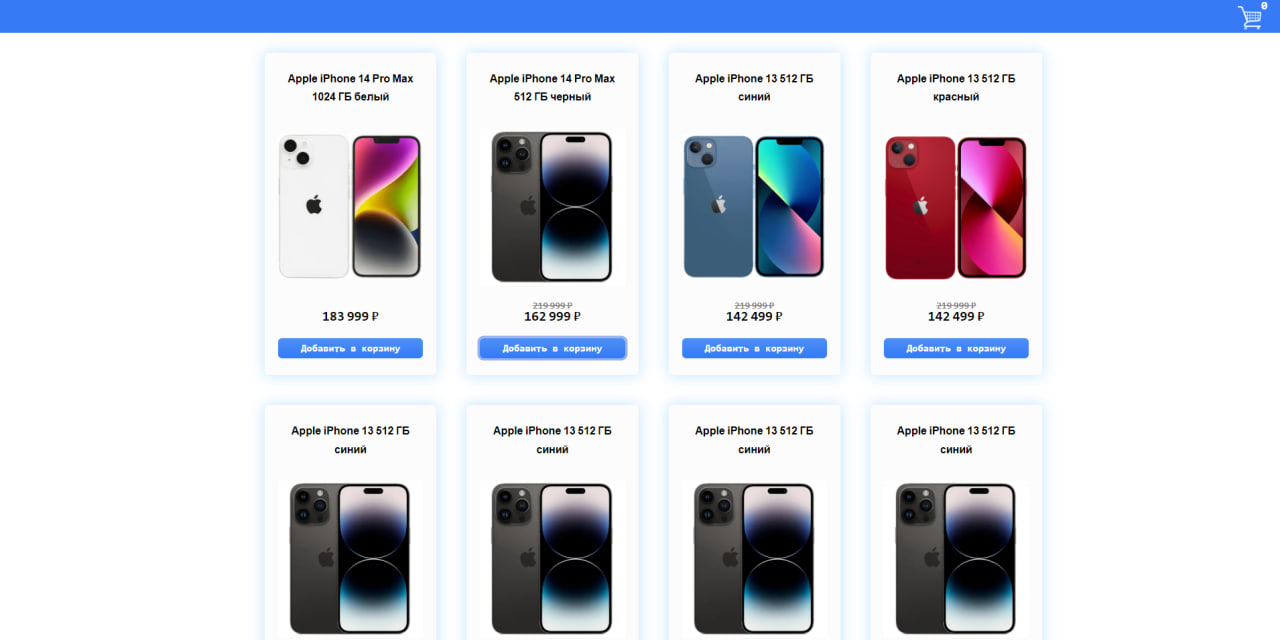 0
Apple iPhone 14 Pro Max
1024 ГБ белый
183 999 ₽
Добавить в корзину
Apple iPhone 14 Pro Max
512 ГБ черный
219 999 ₽
162 999 ₽
Добавить в корзину
Apple iPhone 13 512 ГБ
синий
219 999 ₽
142 499 ₽
Добавить в корзину
Apple iPhone 13 512 ГБ
красный
219 999 ₽
142 499 ₽
Добавить в корзину
Apple iPhone 13 512 ГБ
синий
Apple iPhone 13 512 ГБ
синий
Apple iPhone 13 512 ГБ
синий
Apple iPhone 13 512 ГБ
синий